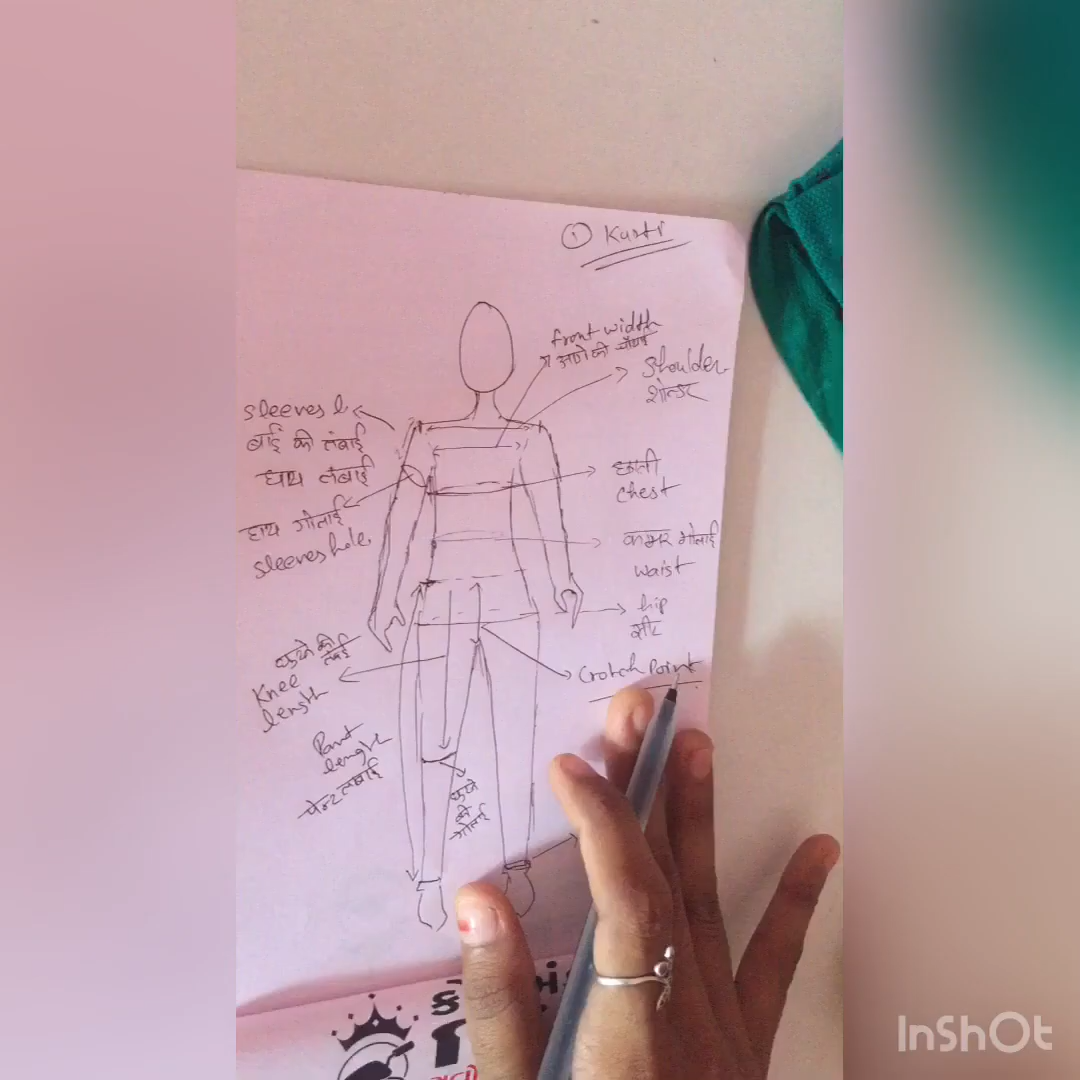 ① Kurti
front width
आगे की चौड़ाई
shoulder
शोल्डर
sleeves l
बाई की लंबाई
हाथ लंबाई
हाथ गोलाई
sleeves hole
छाती
chest
कमर गोलाई
waist
hip
सीट
Crotch Point
घुटने की
लंबाई
Knee
length
Pant
length
पेन्ट लंबाई
घुटने
की
गोलाई
InShOt